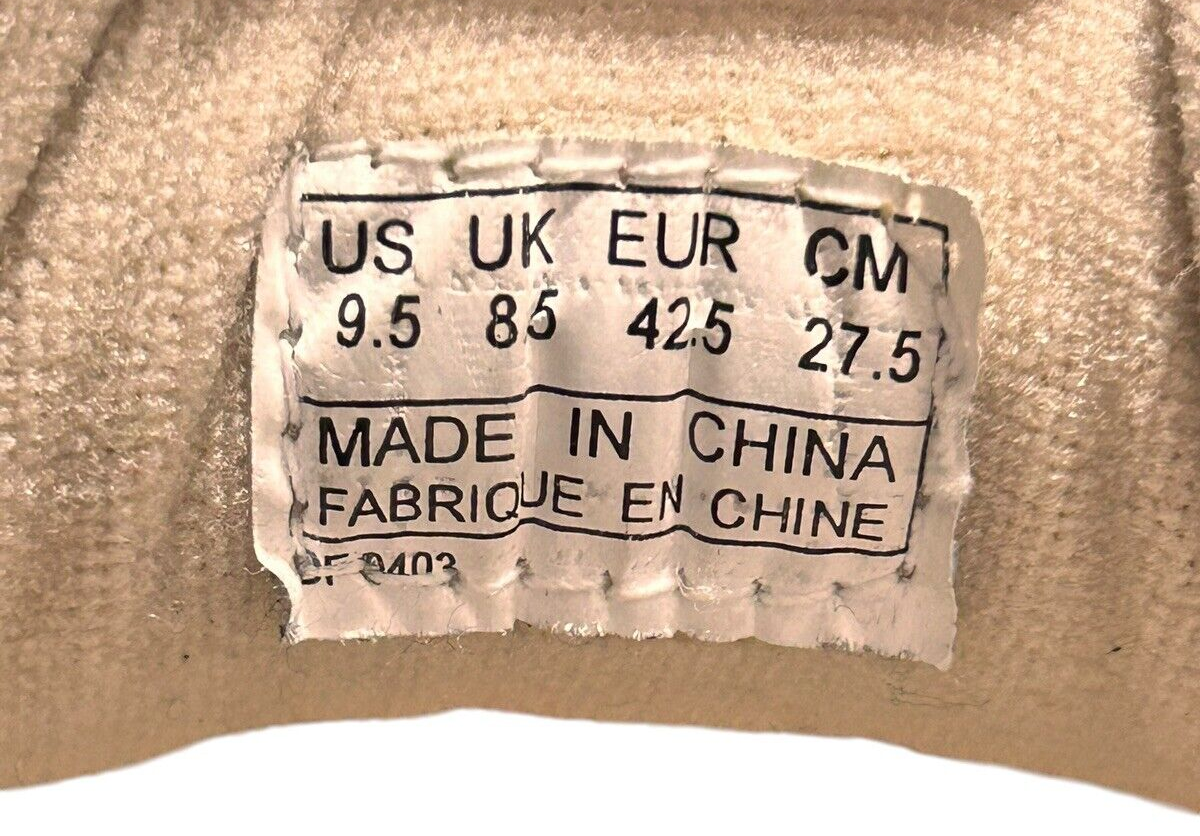 US UK EUR CM
9.5 85 42.5 27.5
MADE IN CHINA
FABRIQUE EN CHINE